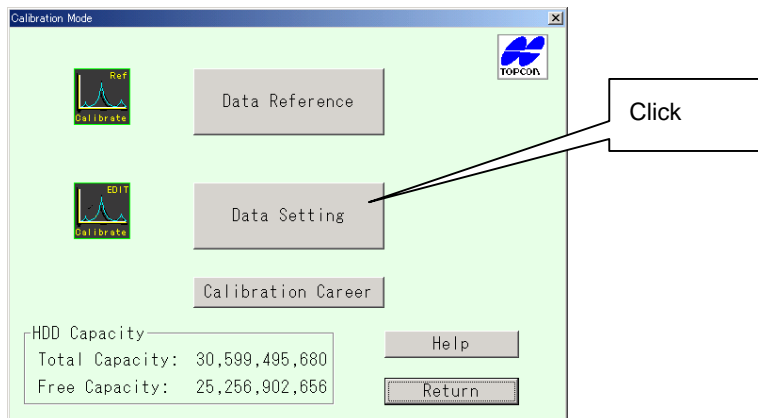 Calibration Mode
TOPCON
Ref
Calibrate
Data Reference
Click
EDIT
Calibrate
Data Setting
Calibration Career
HDD Capacity
Total Capacity: 30,599,495,680
Free Capacity: 25,256,902,656
Help
Return